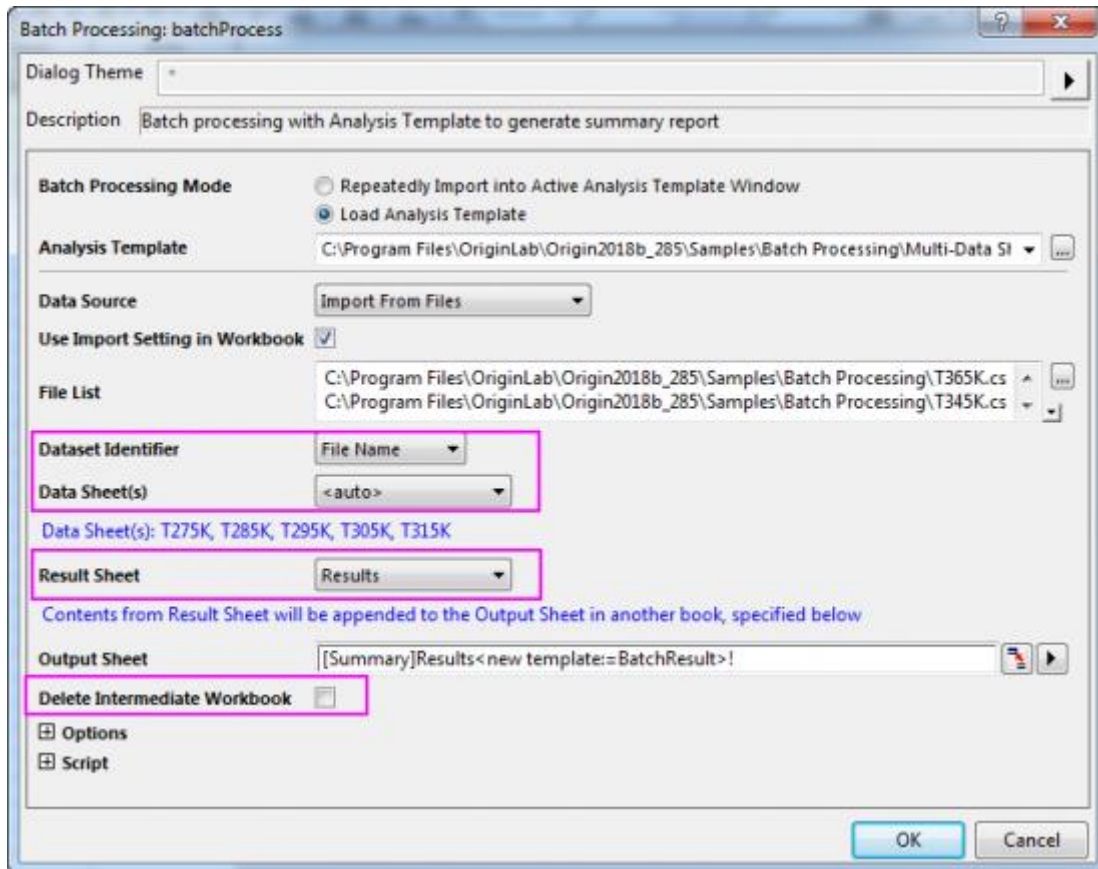 Batch Processing: batchProcess
Dialog Theme *
Description Batch processing with Analysis Template to generate summary report
Batch Processing Mode Repeatedly Import into Active Analysis Template Window
Load Analysis Template
Analysis Template C:\Program Files\OriginLab\Origin2018b_285\Samples\Batch Processing\Multi-Data Sh ...
Data Source Import From Files
Use Import Setting in Workbook
File List C:\Program Files\OriginLab\Origin2018b_285\Samples\Batch Processing\T365K.cs ...
C:\Program Files\OriginLab\Origin2018b_285\Samples\Batch Processing\T345K.cs
Dataset Identifier File Name
Data Sheet(s) <auto>
Data Sheet(s): T275K, T285K, T295K, T305K, T315K
Result Sheet Results
Contents from Result Sheet will be appended to the Output Sheet in another book, specified below
Output Sheet [Summary]Results<new template:=BatchResult>!
Delete Intermediate Workbook
Options
Script
OK Cancel